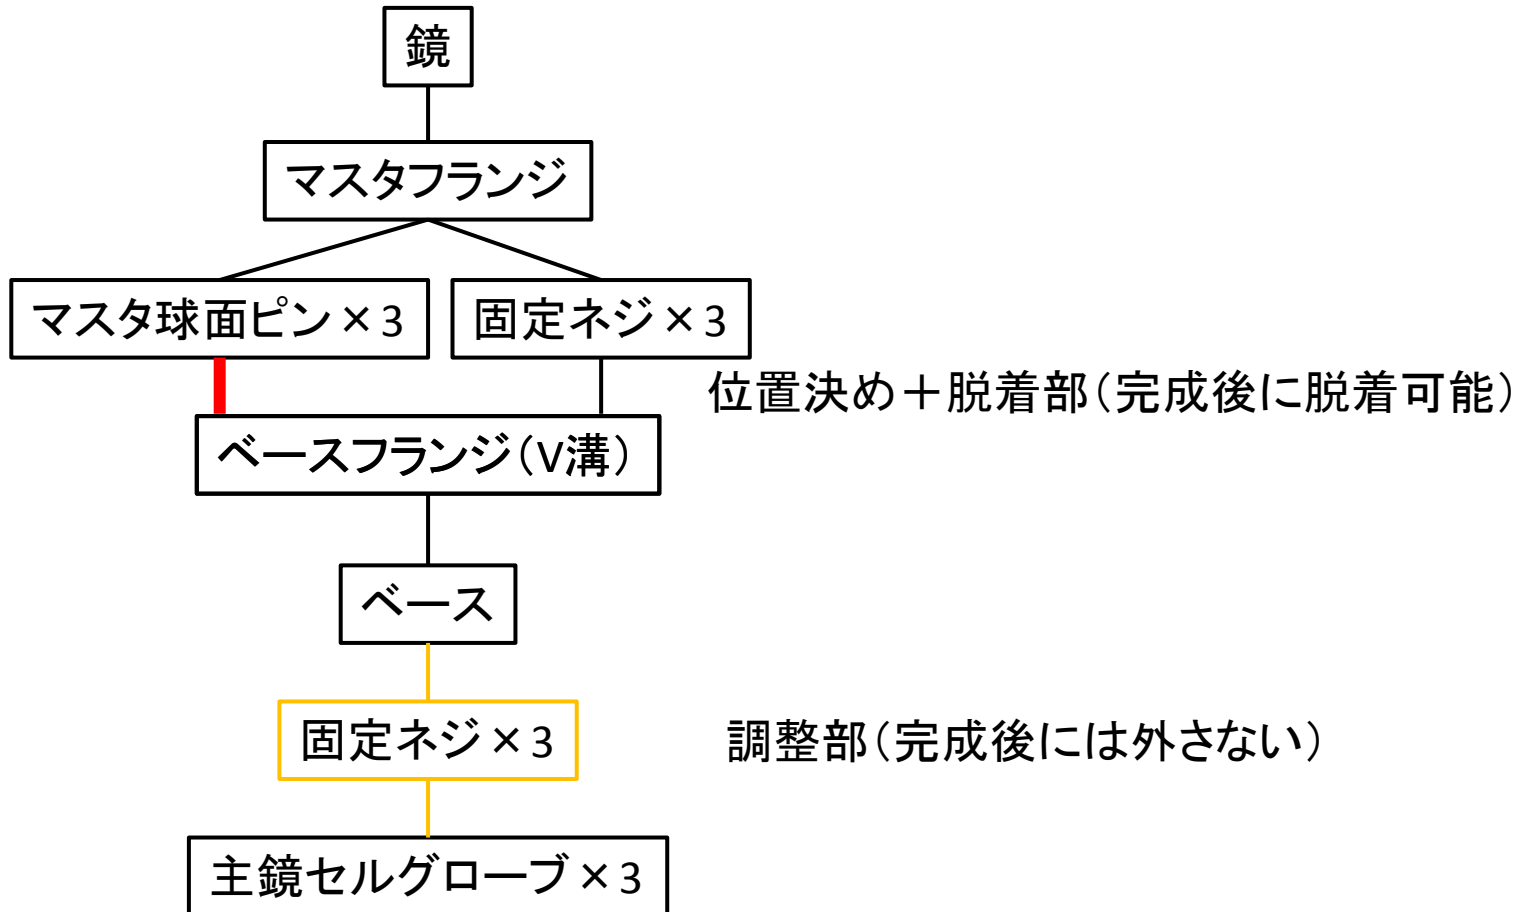 鏡
マスタフランジ
マスタ球面ピン×3
固定ネジ×3
位置決め＋脱着部（完成後に脱着可能）
ベースフランジ（V溝）
ベース
固定ネジ×3
調整部（完成後には外さない）
主鏡セルグローブ×3